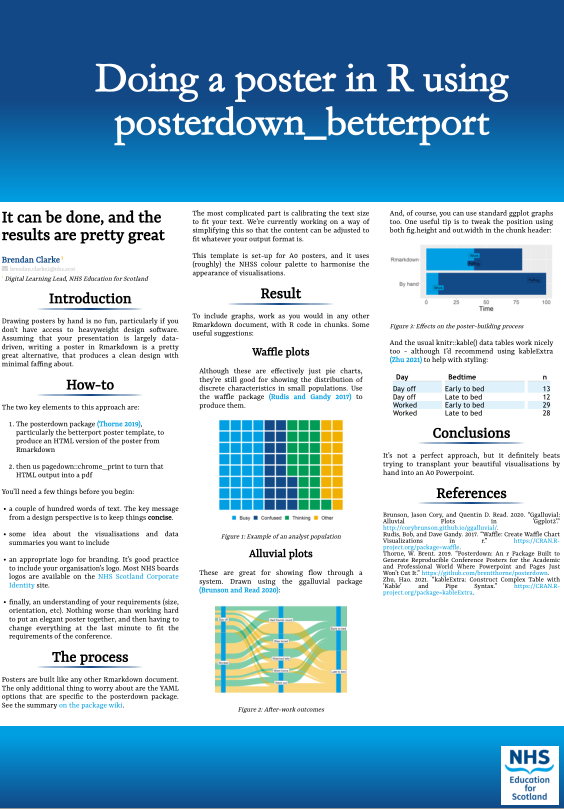 Doing a poster in R using
posterdown_betterport
It can be done, and the
results are pretty great
Brendan Clarke¹
Digital Learning Lead, NHS Education for Scotland
Introduction
Drawing posters by hand is no fun, particularly if you
don't have access to heavyweight design software.
Assuming that your presentation is largely data-
driven, writing a poster in Rmarkdown is a pretty
great alternative, that produces a clean design with
minimal faffing about.
How-to
The two key elements to this approach are:
1. The posterdown package (Thorne 2019),
particularly the betterport poster template, to
produce an HTML version of the poster from
Rmarkdown
2. then us pagedown::chrome_print to turn that
HTML output into a pdf
You'll need a few things before you begin:
• a couple of hundred words of text. The key message
from a design perspective is to keep things concise.
• some idea about the visualisations and data
summaries you want to include
• an appropriate logo for branding. It's good practice
to include your organisation's logo. Most NHS boards
logos are available on the NHS Scotland Corporate
Identity site.
• finally, an understanding of your requirements (size,
orientation, etc). Nothing worse than working hard
to put an elegant poster together, and then having to
change everything at the last minute to fit the
requirements of the conference.
The process
Posters are built like any other Rmarkdown document.
The only additional thing to worry about are the YAML
options that are specific to the posterdown package.
See the summary on the package wiki.
The most complicated part is calibrating the text size
to fit your text. We're currently working on a way of
simplifying this so that the content can be adjusted to
fit whatever your output format is.
This template is set-up for A0 posters, and it uses
(roughly) the NHSS colour palette to harmonise the
appearance of visualisations.
Result
To include graphs, work as you would in any other
Rmarkdown document, with R code in chunks. Some
useful suggestions:
Waffle plots
Although these are effectively just pie charts,
they're still good for showing the distribution of
discrete characteristics in small populations. Use
the waffle package (Rudis and Gandy 2017) to
produce them.
Busy Confused Thinking Other
Figure 1: Example of an analyst population
Alluvial plots
These are great for showing flow through a
system. Drawn using the ggalluvial package
(Brunson and Read 2020):
Figure 2: After-work outcomes
And, of course, you can use standard ggplot graphs
too. One useful tip is to tweak the position using
both fig.height and out.width in the chunk header:
Rmarkdown
By hand
0 25 50 75 100
Time
Figure 3: Effects on the poster-building process
And the usual knitr::kable() data tables work nicely
too - although I'd recommend using kableExtra
(Zhu 2021) to help with styling:
Day Bedtime n
Day off Early to bed 13
Day off Late to bed 12
Worked Early to bed 29
Worked Late to bed 28
Conclusions
It's not a perfect approach, but it definitely beats
trying to transplant your beautiful visualisations by
hand into an A0 Powerpoint.
References
Brunson, Jason Cory, and Quentin D. Read. 2020. "Ggalluvial:
Alluvial Plots in 'Ggplot2'."
http://corybrunson.github.io/ggalluvial/.
Rudis, Bob, and Dave Gandy. 2017. "Waffle: Create Waffle Chart
Visualizations in r." https://CRAN.R-
project.org/package=waffle.
Thorne, W. Brent. 2019. "Posterdown: An r Package Built to
Generate Reproducible Conference Posters for the Academic
and Professional World Where Powerpoint and Pages Just
Won't Cut It." https://github.com/brentthorne/posterdown.
Zhu, Hao. 2021. "kableExtra: Construct Complex Table with
'Kable' and Pipe Syntax." https://CRAN.R-
project.org/package=kableExtra.
NHS
Education
for
Scotland